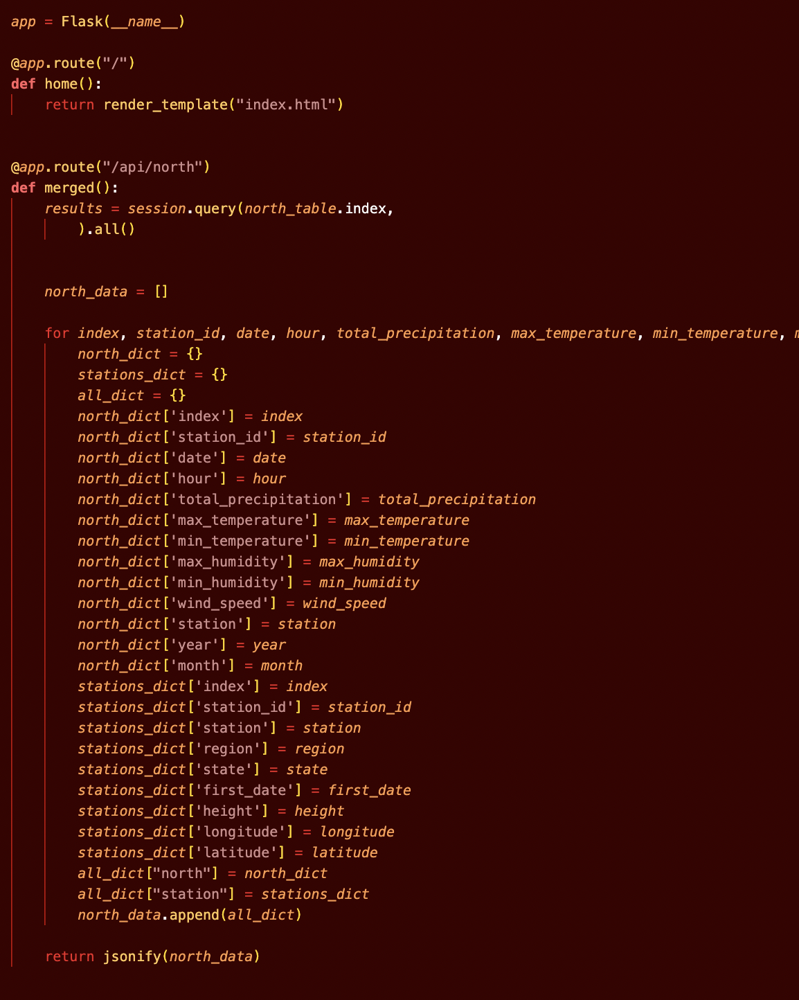 app = Flask(__name__)
@app.route("/")
def home():
return render_template("index.html")
@app.route("/api/north")
def merged():
results = session.query(north_table.index,
).all()
north_data = []
for index, station_id, date, hour, total_precipitation, max_temperature, min_temperature,
north_dict = {}
stations_dict = {}
all_dict = {}
north_dict['index'] = index
north_dict['station_id'] = station_id
north_dict['date'] = date
north_dict['hour'] = hour
north_dict['total_precipitation'] = total_precipitation
north_dict['max_temperature'] = max_temperature
north_dict['min_temperature'] = min_temperature
north_dict['max_humidity'] = max_humidity
north_dict['min_humidity'] = min_humidity
north_dict['wind_speed'] = wind_speed
north_dict['station'] = station
north_dict['year'] = year
north_dict['month'] = month
stations_dict['index'] = index
stations_dict['station_id'] = station_id
stations_dict['station'] = station
stations_dict['region'] = region
stations_dict['state'] = state
stations_dict['first_date'] = first_date
stations_dict['height'] = height
stations_dict['longitude'] = longitude
stations_dict['latitude'] = latitude
all_dict["north"] = north_dict
all_dict["station"] = stations_dict
north_data.append(all_dict)
return jsonify(north_data)